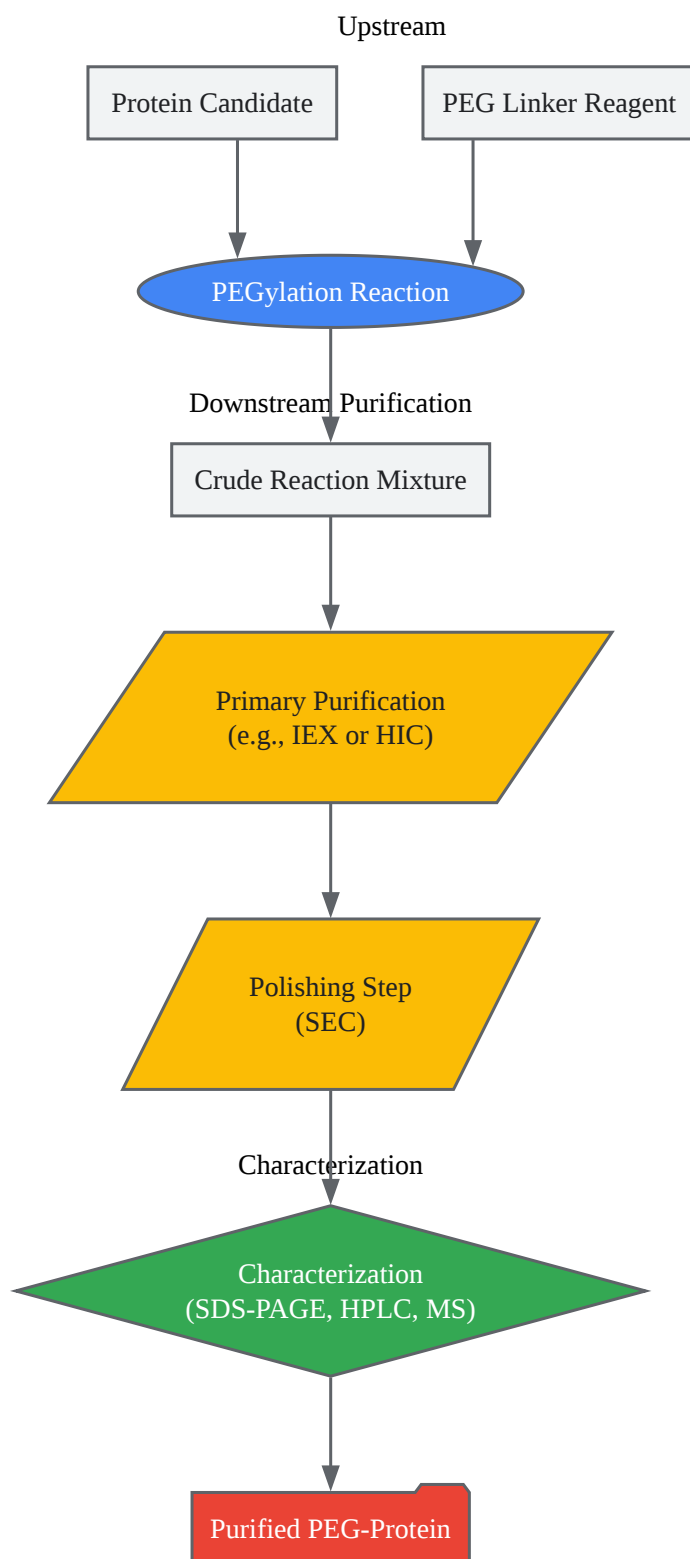 Upstream
Protein Candidate
PEG Linker Reagent
PEGylation Reaction
Downstream Purification
Crude Reaction Mixture
Primary Purification
(e.g., IEX or HIC)
Polishing Step
(SEC)
Characterization
Characterization
(SDS-PAGE, HPLC, MS)
Purified PEG-Protein